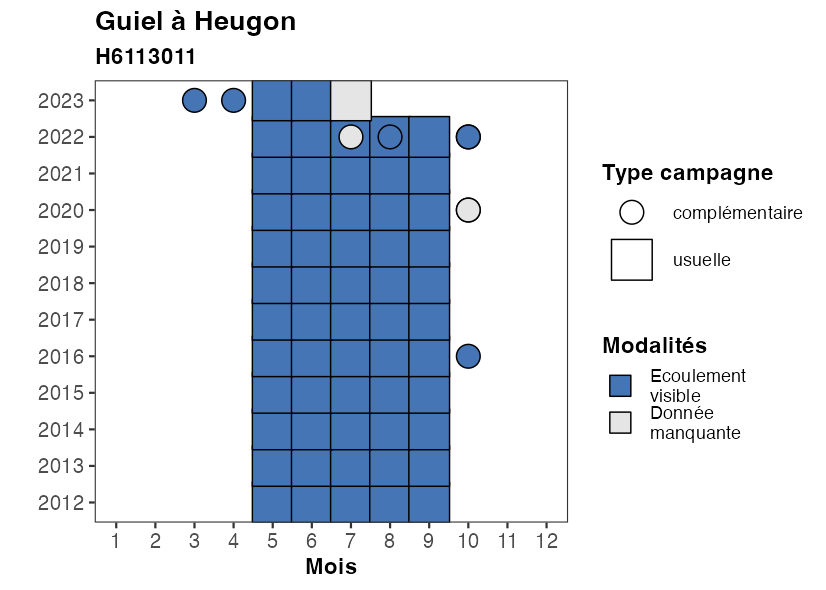 Guiel à Heugon
H6113011
2023
2022
2021
2020
2019
2018
2017
2016
2015
2014
2013
2012
1 2 3 4 5 6 7 8 9 10 11 12
Mois
Type campagne
complémentaire
usuelle
Modalités
Ecoulement
visible
Donnée
manquante